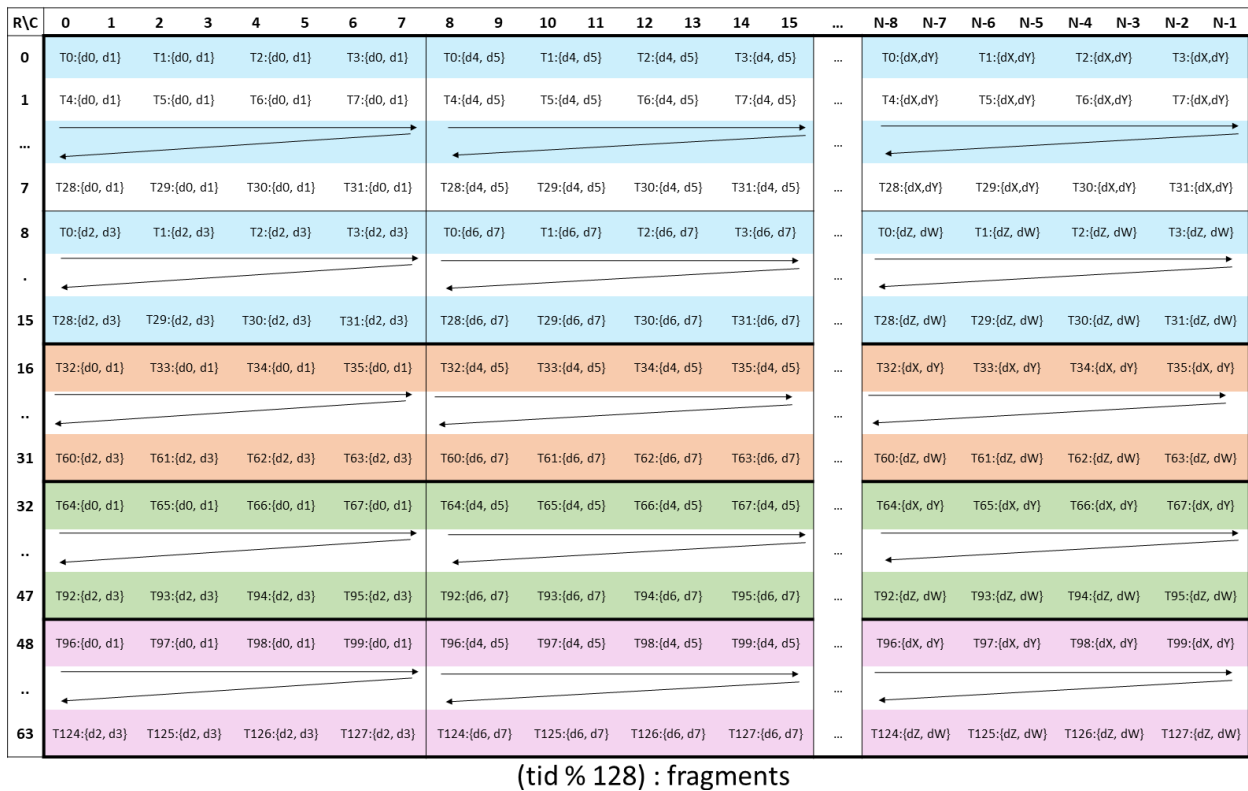 R\C 0 1 2 3 4 5 6 7 8 9 10 11 12 13 14 15 ... N-8 N-7 N-6 N-5 N-4 N-3 N-2 N-1
0 T0:{d0, d1} T1:{d0, d1} T2:{d0, d1} T3:{d0, d1} T0:{d4, d5} T1:{d4, d5} T2:{d4, d5} T3:{d4, d5} ... T0:{dX,dY} T1:{dX,dY} T2:{dX,dY} T3:{dX,dY}
1 T4:{d0, d1} T5:{d0, d1} T6:{d0, d1} T7:{d0, d1} T4:{d4, d5} T5:{d4, d5} T6:{d4, d5} T7:{d4, d5} ... T4:{dX,dY} T5:{dX,dY} T6:{dX,dY} T7:{dX,dY}
... ...
7 T28:{d0, d1} T29:{d0, d1} T30:{d0, d1} T31:{d0, d1} T28:{d4, d5} T29:{d4, d5} T30:{d4, d5} T31:{d4, d5} ... T28:{dX,dY} T29:{dX,dY} T30:{dX,dY} T31:{dX,dY}
8 T0:{d2, d3} T1:{d2, d3} T2:{d2, d3} T3:{d2, d3} T0:{d6, d7} T1:{d6, d7} T2:{d6, d7} T3:{d6, d7} ... T0:{dZ, dW} T1:{dZ, dW} T2:{dZ, dW} T3:{dZ, dW}
. ...
15 T28:{d2, d3} T29:{d2, d3} T30:{d2, d3} T31:{d2, d3} T28:{d6, d7} T29:{d6, d7} T30:{d6, d7} T31:{d6, d7} ... T28:{dZ, dW} T29:{dZ, dW} T30:{dZ, dW} T31:{dZ, dW}
16 T32:{d0, d1} T33:{d0, d1} T34:{d0, d1} T35:{d0, d1} T32:{d4, d5} T33:{d4, d5} T34:{d4, d5} T35:{d4, d5} ... T32:{dX, dY} T33:{dX, dY} T34:{dX, dY} T35:{dX, dY}
.. ...
31 T60:{d2, d3} T61:{d2, d3} T62:{d2, d3} T63:{d2, d3} T60:{d6, d7} T61:{d6, d7} T62:{d6, d7} T63:{d6, d7} ... T60:{dZ, dW} T61:{dZ, dW} T62:{dZ, dW} T63:{dZ, dW}
32 T64:{d0, d1} T65:{d0, d1} T66:{d0, d1} T67:{d0, d1} T64:{d4, d5} T65:{d4, d5} T66:{d4, d5} T67:{d4, d5} ... T64:{dX, dY} T65:{dX, dY} T66:{dX, dY} T67:{dX, dY}
.. ...
47 T92:{d2, d3} T93:{d2, d3} T94:{d2, d3} T95:{d2, d3} T92:{d6, d7} T93:{d6, d7} T94:{d6, d7} T95:{d6, d7} ... T92:{dZ, dW} T93:{dZ, dW} T94:{dZ, dW} T95:{dZ, dW}
48 T96:{d0, d1} T97:{d0, d1} T98:{d0, d1} T99:{d0, d1} T96:{d4, d5} T97:{d4, d5} T98:{d4, d5} T99:{d4, d5} ... T96:{dX, dY} T97:{dX, dY} T98:{dX, dY} T99:{dX, dY}
.. ...
63 T124:{d2, d3} T125:{d2, d3} T126:{d2, d3} T127:{d2, d3} T124:{d6, d7} T125:{d6, d7} T126:{d6, d7} T127:{d6, d7} ... T124:{dZ, dW} T125:{dZ, dW} T126:{dZ, dW} T127:{dZ, dW}
(tid % 128) : fragments